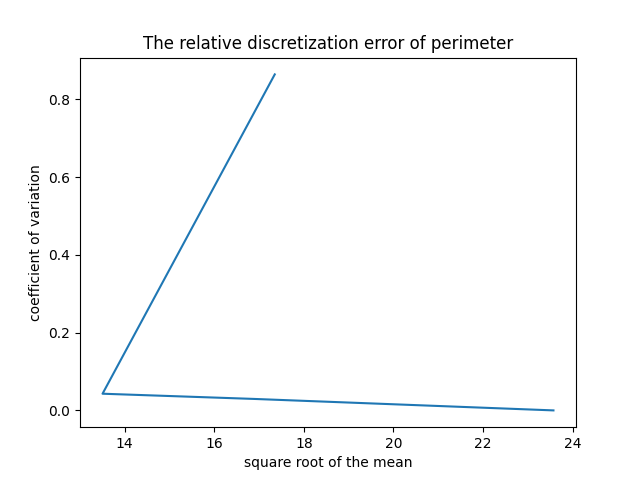 The relative discretization error of perimeter
coefficient of variation
0.8
0.6
0.4
0.2
0.0
14 16 18 20 22 24
square root of the mean